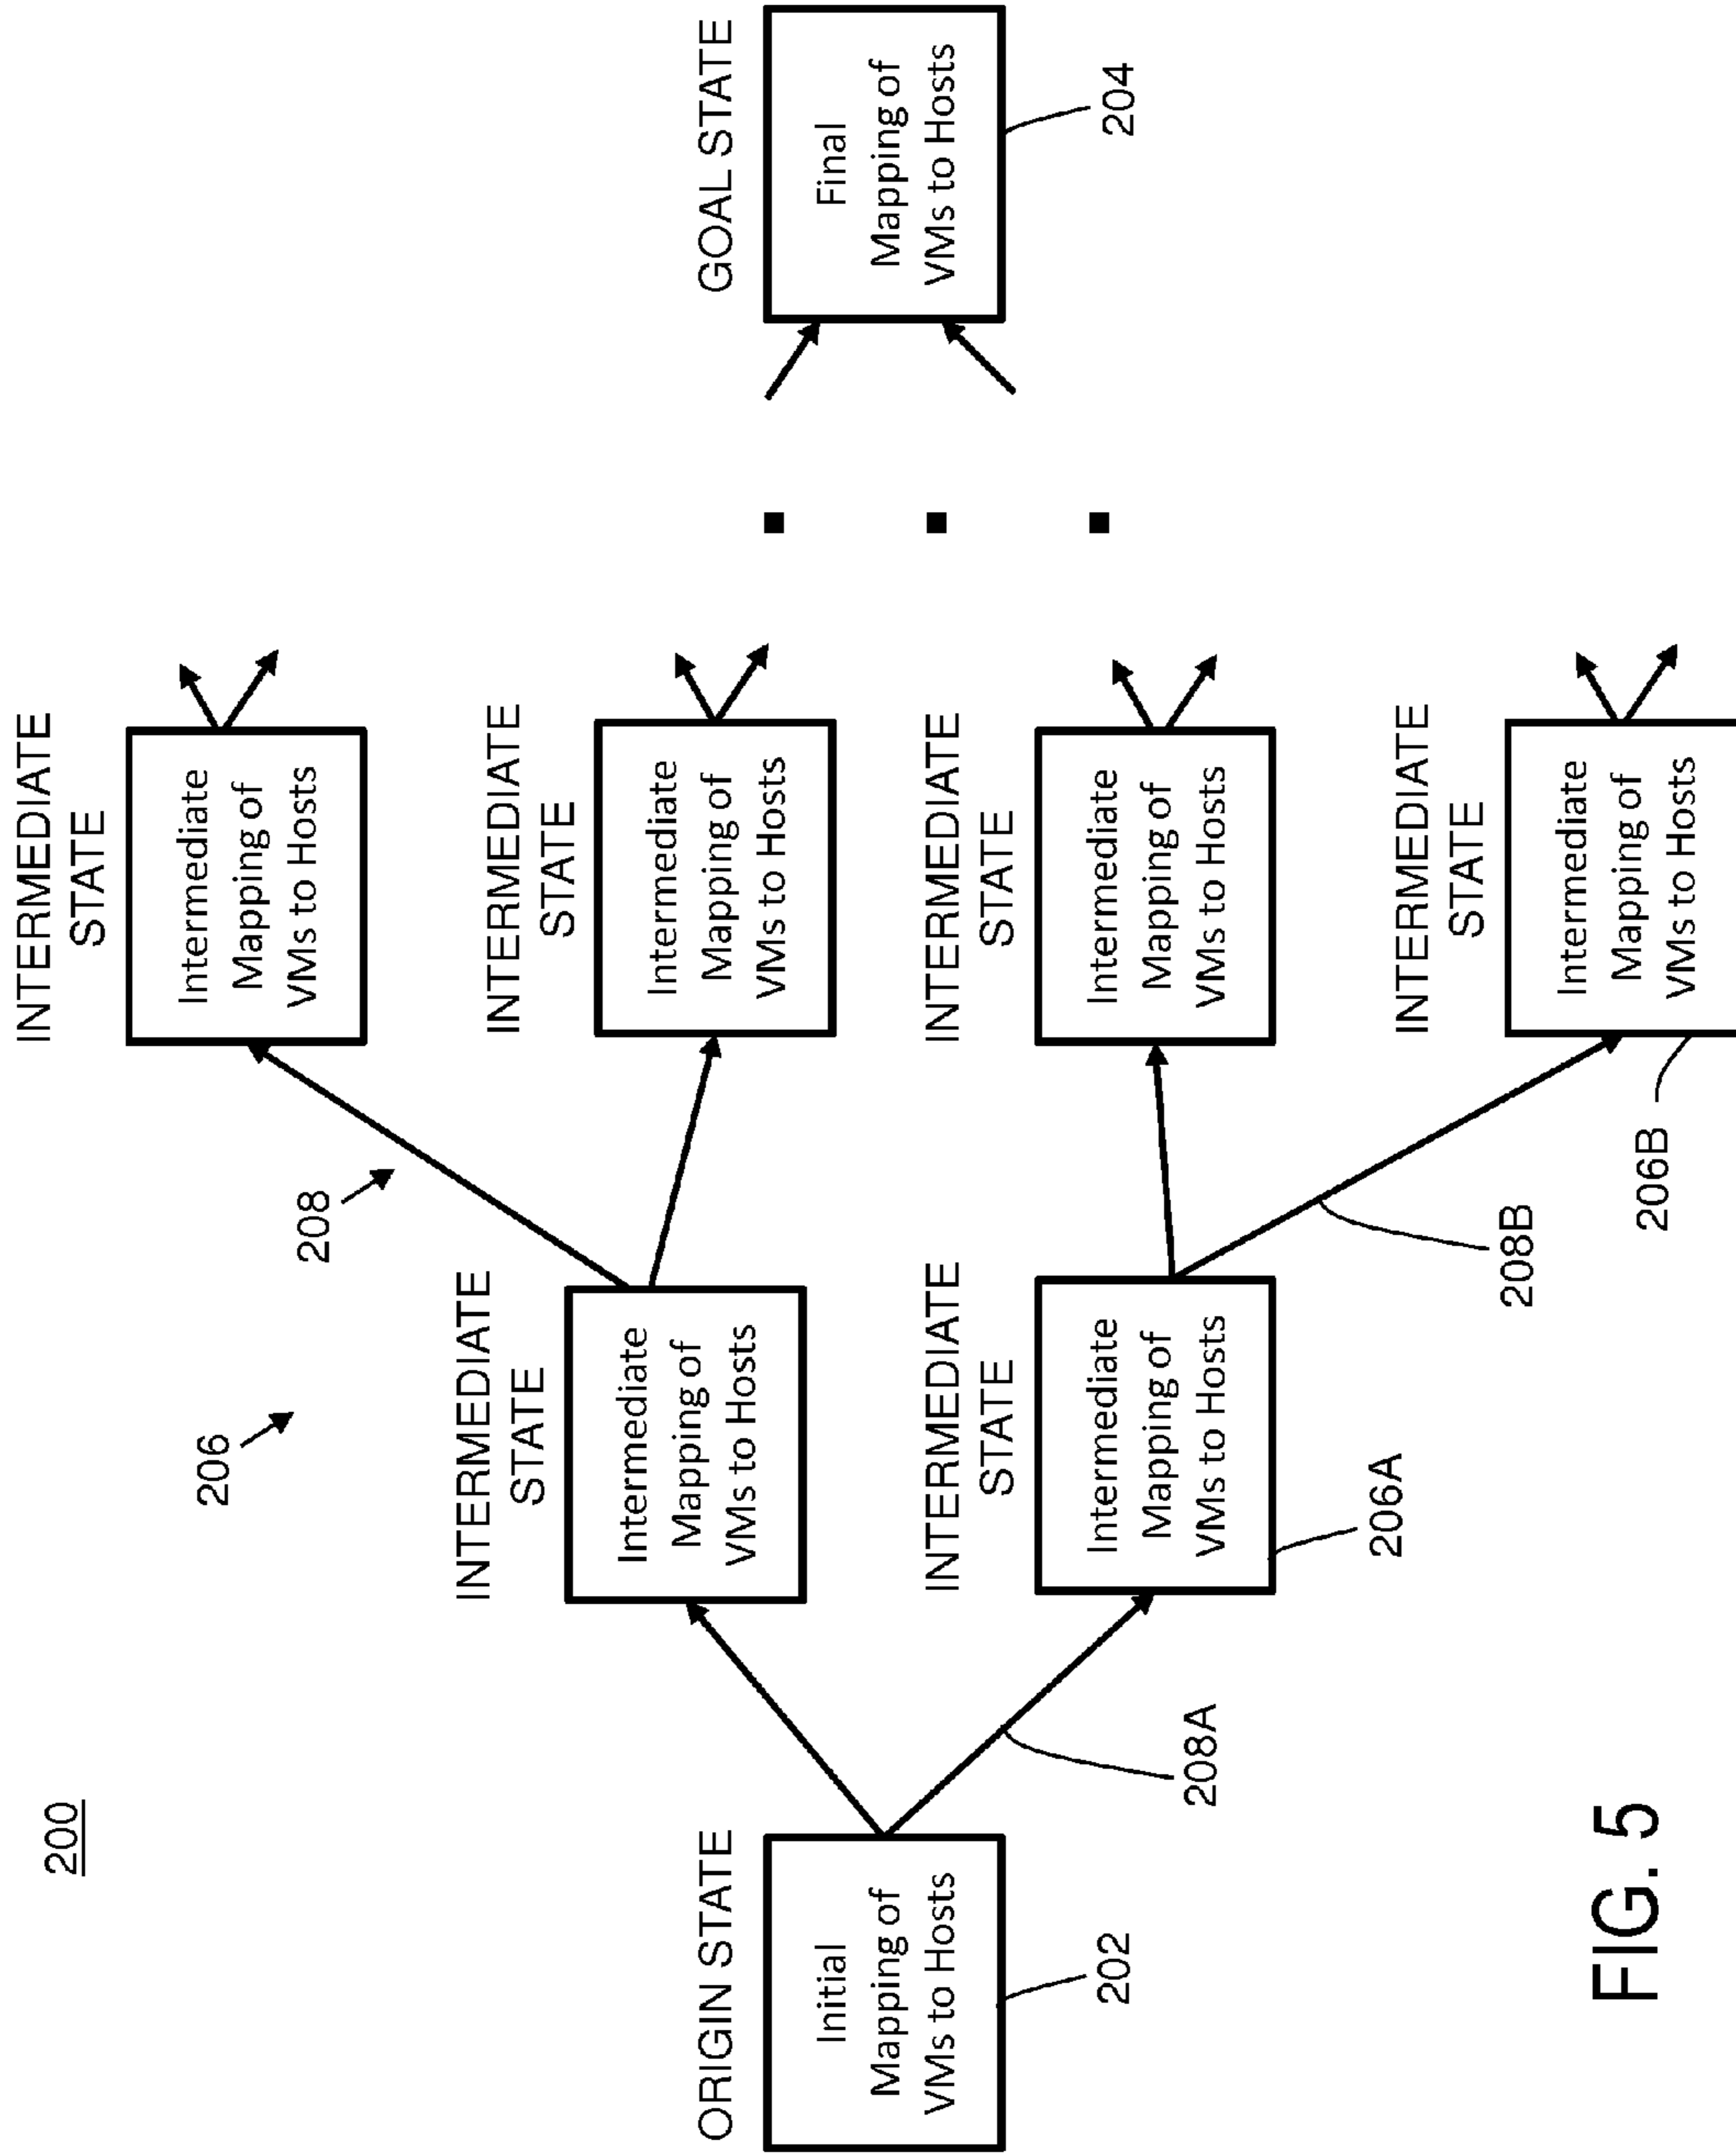 200
ORIGIN STATE
Initial
Mapping of
VMs to Hosts
202
208A
206
INTERMEDIATE
STATE
Intermediate
Mapping of
VMs to Hosts
INTERMEDIATE
STATE
Intermediate
Mapping of
VMs to Hosts
206A
208
208B
INTERMEDIATE
STATE
Intermediate
Mapping of
VMs to Hosts
INTERMEDIATE
STATE
Intermediate
Mapping of
VMs to Hosts
INTERMEDIATE
STATE
Intermediate
Mapping of
VMs to Hosts
INTERMEDIATE
STATE
Intermediate
Mapping of
VMs to Hosts
206B
GOAL STATE
Final
Mapping of
VMs to Hosts
204
FIG. 5